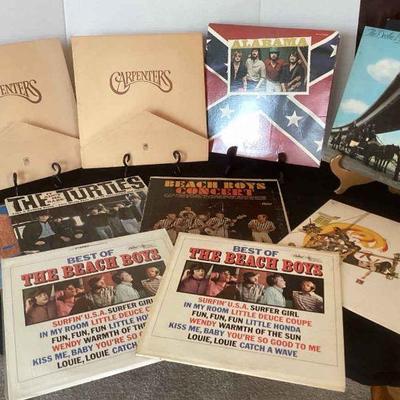 ENTERS
CARPENTERS
ALABAMA
The Doobie B
THE TURTLES
BEACH BOYS
CONCERT
BEST OF
THE BEACH BOYS
SURFIN' U.S.A. SURFER GIRL
IN MY ROOM LITTLE DEUCE COUPE
FUN, FUN, FUN LITTLE HONDA
WENDY WARMTH OF THE SUN
KISS ME, BABY YOU'RE SO GOOD TO ME
LOUIE, LOUIE CATCH A
BEST OF
THE BEACH BOYS
SURFIN' U.S.A. SURFER GIRL
IN MY ROOM LITTLE DEUCE COUPE
FUN, FUN, FUN LITTLE HONDA
WENDY WARMTH OF THE SUN
KISS ME, BABY YOU'RE SO GOOD TO ME
LOUIE, LOUIE CATCH A WAVE